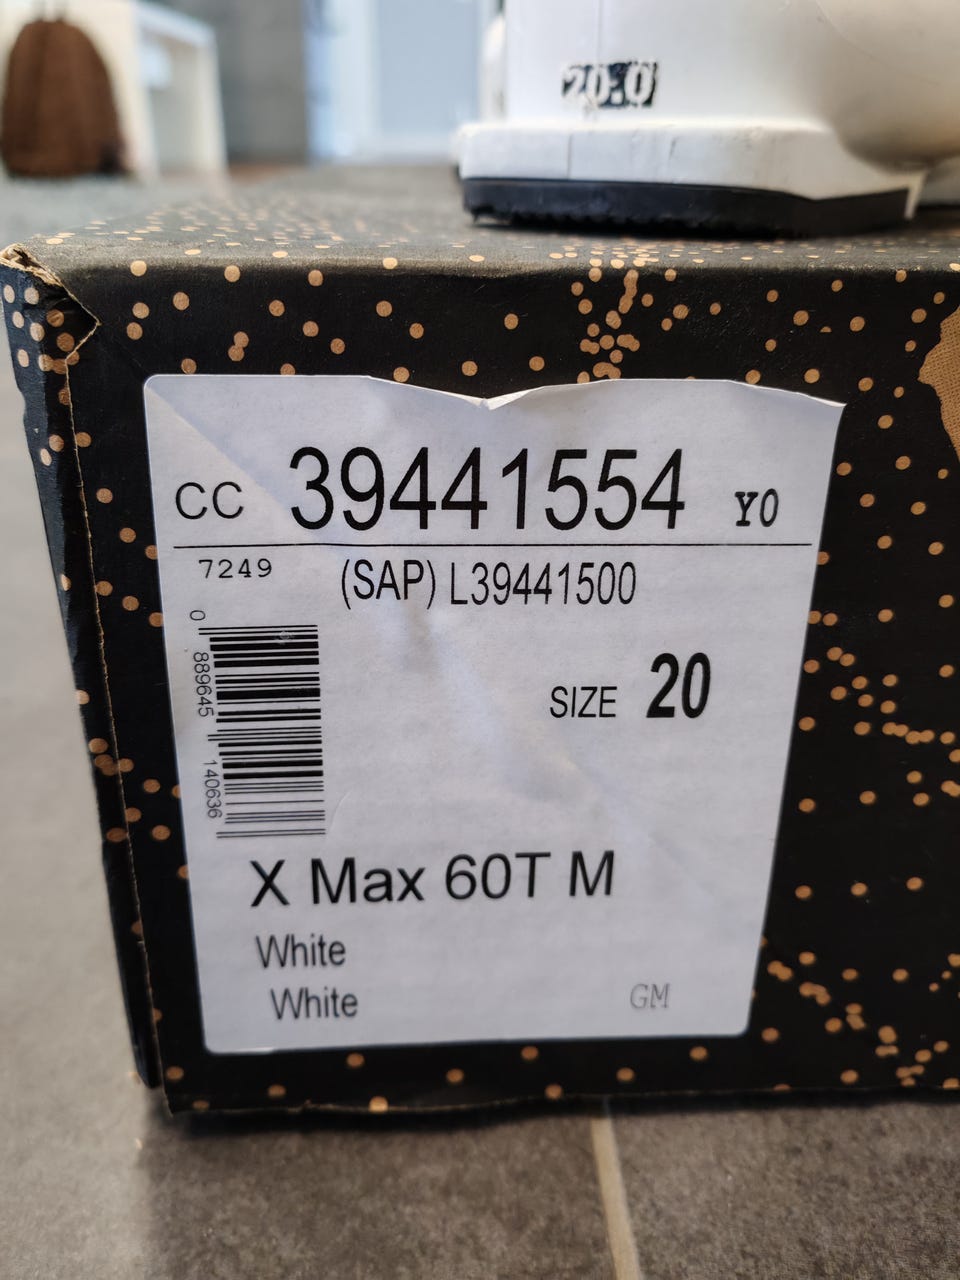 20.0
CC 39441554 Y0
7249 (SAP) L39441500
SIZE 20
0 889645 140636
X Max 60T M
White
White GM